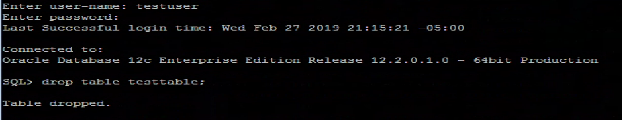 Enter user-name: testuser
Enter password:
Last Successful login time: Wed Feb 27 2019 21:15:21 -05:00
Connected to:
Oracle Database 12c Enterprise Edition Release 12.2.0.1.0 - 64bit Production
SQL> drop table testtable;
Table dropped.